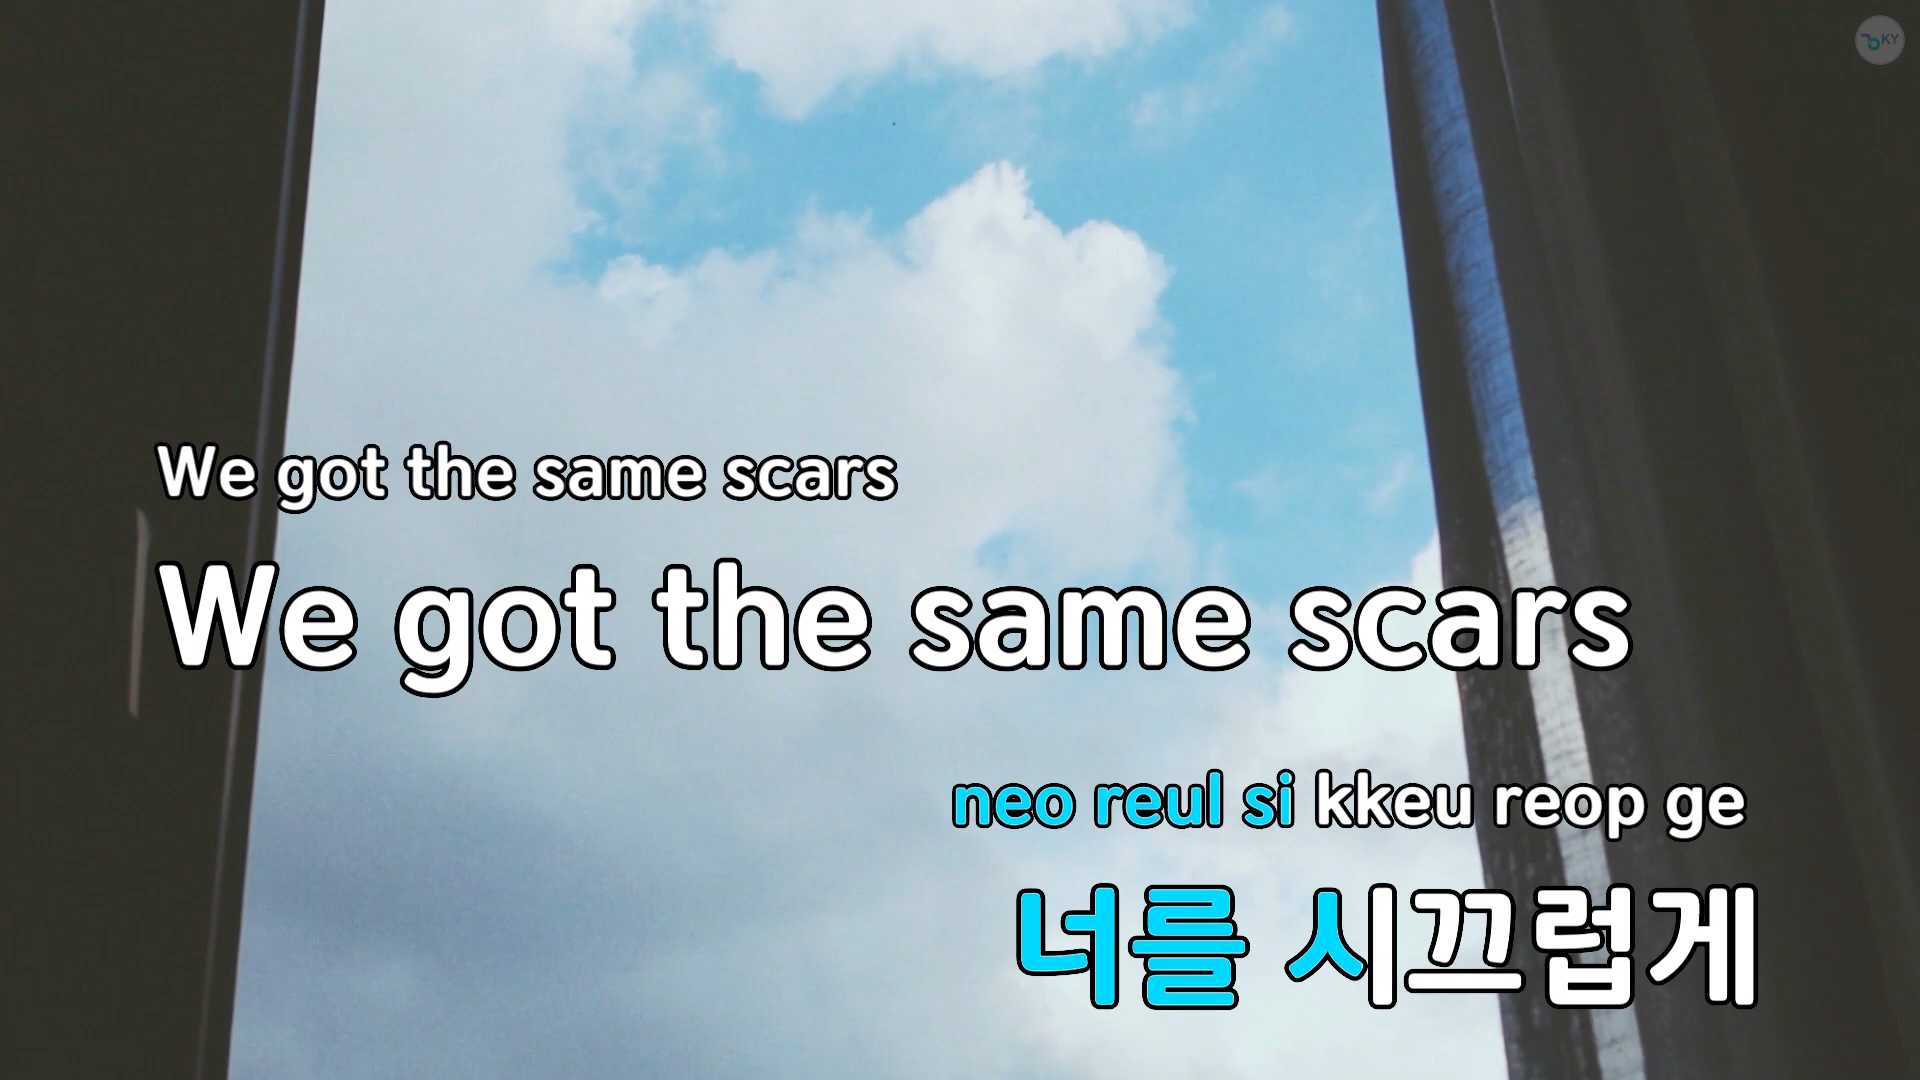 KY
We got the same scars
We got the same scars
neo reul si kkeu reop ge
너를 시끄럽게